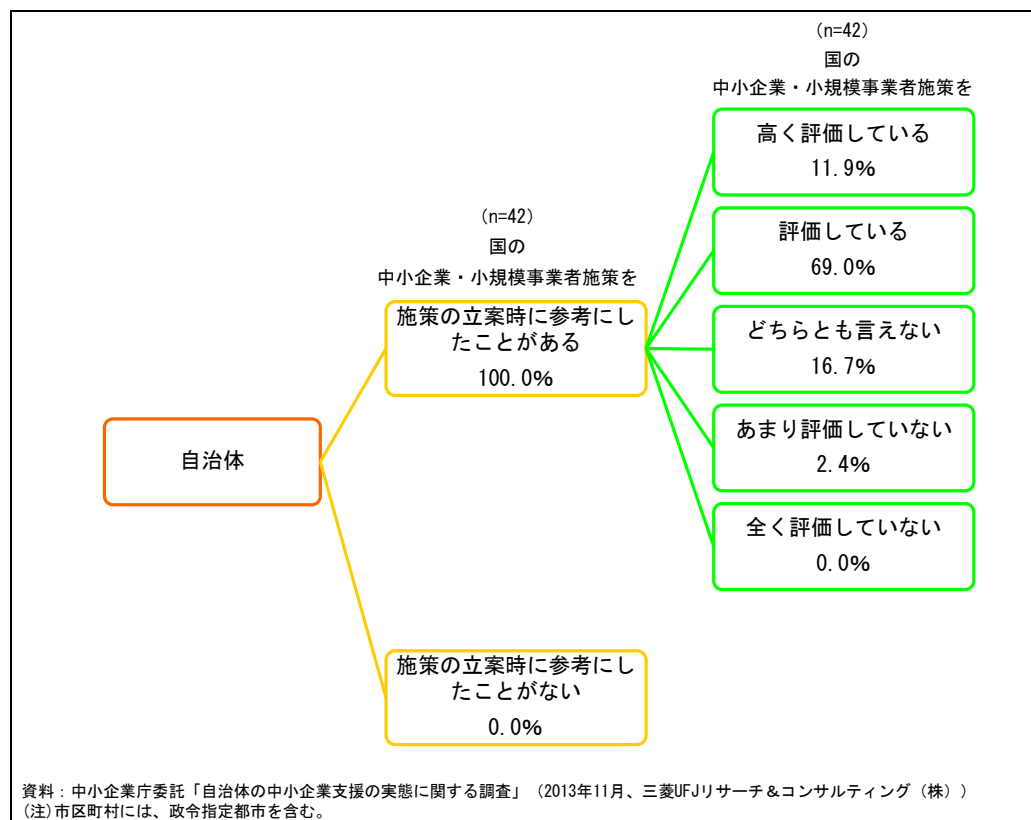 (n=42)
国の
中小企業・小規模事業者施策を
高く評価している
11.9%
評価している
69.0%
どちらとも言えない
16.7%
あまり評価していない
2.4%
全く評価していない
0.0%
(n=42)
国の
中小企業・小規模事業者施策を
施策の立案時に参考にし
たことがある
100.0%
施策の立案時に参考にし
たことがない
0.0%
自治体
資料：中小企業庁委託「自治体の中小企業支援の実態に関する調査」（2013年11月、三菱UFJリサーチ＆コンサルティング（株））
(注)市区町村には、政令指定都市を含む。